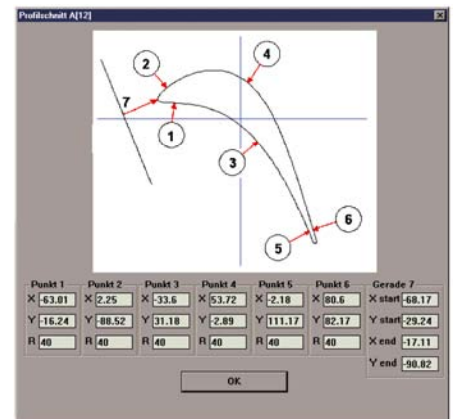 Profilschnitt A[12]
2
4
7
1
3
5
6
Punkt 1 Punkt 2 Punkt 3 Punkt 4 Punkt 5 Punkt 6 Gerade 7
X -63.01 X 2.25 X -33.6 X 53.72 X -2.18 X 80.6 X start -68.17
Y -16.24 Y -88.52 Y 31.18 Y -2.89 Y 111.17 Y 82.17 Y start -29.24
R 40 R 40 R 40 R 40 R 40 R 40 X end -17.11
Y end -90.82
OK